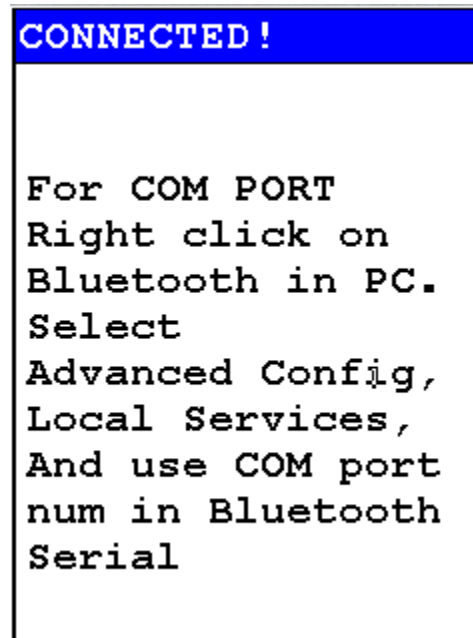 CONNECTED!
For COM PORT
Right click on
Bluetooth in PC.
Select
Advanced Config,
Local Services,
And use COM port
num in Bluetooth
Serial